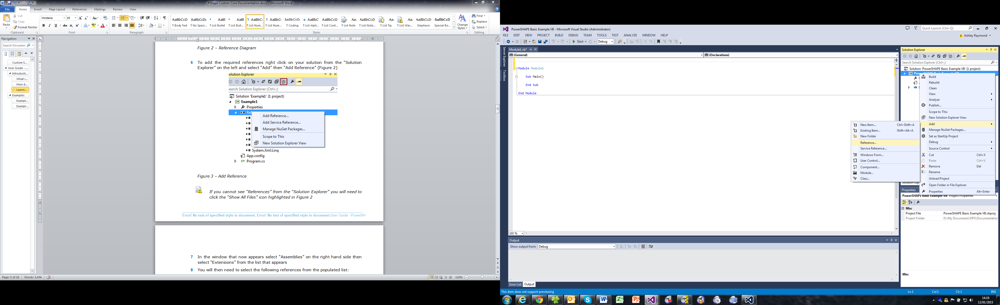 PShape Custom Core Documentation.docx - Microsoft Word
File Home Insert Page Layout References Mailings Review View
Cut
Copy
Format Painter
Paste
Clipboard
Verdana 10
Font
Paragraph
AaBbCcD AaBbCcDc AaBbI AaBbI 1 AaBbC 1 AaBbC AaBbCcDc a AaBbC AaBbCcD AaI AaBbCcD AaI AaI AaBbCcD AaBbCcD
¶ Body Text ¶ No Spaci... ¶ List Bullet ¶ List Bull... ¶ List Num... ¶ List Num... ¶ Coding ¶ List Alph... ¶ List Cont... ¶ List Note ¶ List Note... ¶ List Tip ¶ List War... Emphasis Special Bo...
Styles
Change Styles
Find
Replace
Select
Editing
Navigation
Search Documen
Custom S...
User Guide - ...
Introducti...
What i...
How d...
Learni...
Examples
Exampl...
Exampl...
Figure 2 – Reference Diagram
6 To add the required references right click on your solution from the “Solution
Explorer” on the left and select “Add” then “Add Reference” (Figure 2)
olution Explorer
earch Solution Explorer (Ctrl+;)
Solution 'Example1' (1 project)
Example1
Properties
Ref
Add Reference...
Add Service Reference...
Manage NuGet Packages...
Scope to This
New Solution Explorer View
System.Xml.Linq
App.config
Program.cs
Figure 3 – Add Reference
If you cannot see “References” from the “Solution Explorer” you will need to
click the “Show All Files” icon highlighted in Figure 2
Error! No text of specified style in document. Error! No text of specified style in document.User Guide - PowerSH
7 In the window that now appears select “Assemblies” on the right hand side then
select “Extensions” from the list that appears
8 You will then need to select the following references from the populated list:
Page: 5 of 16 Words: 3,454 110%
PowerSHAPE Basic Example VB - Microsoft Visual Studio (Administrator)
Quick Launch (Ctrl+Q)
FILE EDIT VIEW PROJECT BUILD DEBUG TEAM TOOLS TEST ANALYZE WINDOW HELP
Ashley Raymond
Start Debug
Server Explorer
Toolbox
Module1.vb*
(General) (Declarations)
Module Module1
Sub Main()
End Sub
End Module
100 %
Output
Show output from: Debug
Error List Output
Solution Explorer
Search Solution Explorer (Ctrl+;)
Solution 'PowerSHAPE Basic Example VB' (1 project)
Build
Rebuild
Clean
View
Analyze
Publish...
Scope to This
New Solution Explorer View
Add
Manage NuGet Packages...
Set as StartUp Project
Debug
Source Control
Cut Ctrl+X
Paste Ctrl+V
Remove Del
Rename
Unload Project
Open Folder in File Explorer
Properties Alt+Enter
New Item... Ctrl+Shift+A
Existing Item... Shift+Alt+A
New Folder
Reference...
Service Reference...
Windows Form...
User Control...
Component...
Module...
Class...
Solution Exp
Properties
PowerSHAPE Basic Example VB Project Properties
Misc
Project File PowerSHAPE Basic Example VB.vbproj
Project Folder D:\My Documents\DPS\Documentation
Misc
This item does not support previewing
Ln 1 Col 1 Ch 1 INS
14:19
12/01/2015